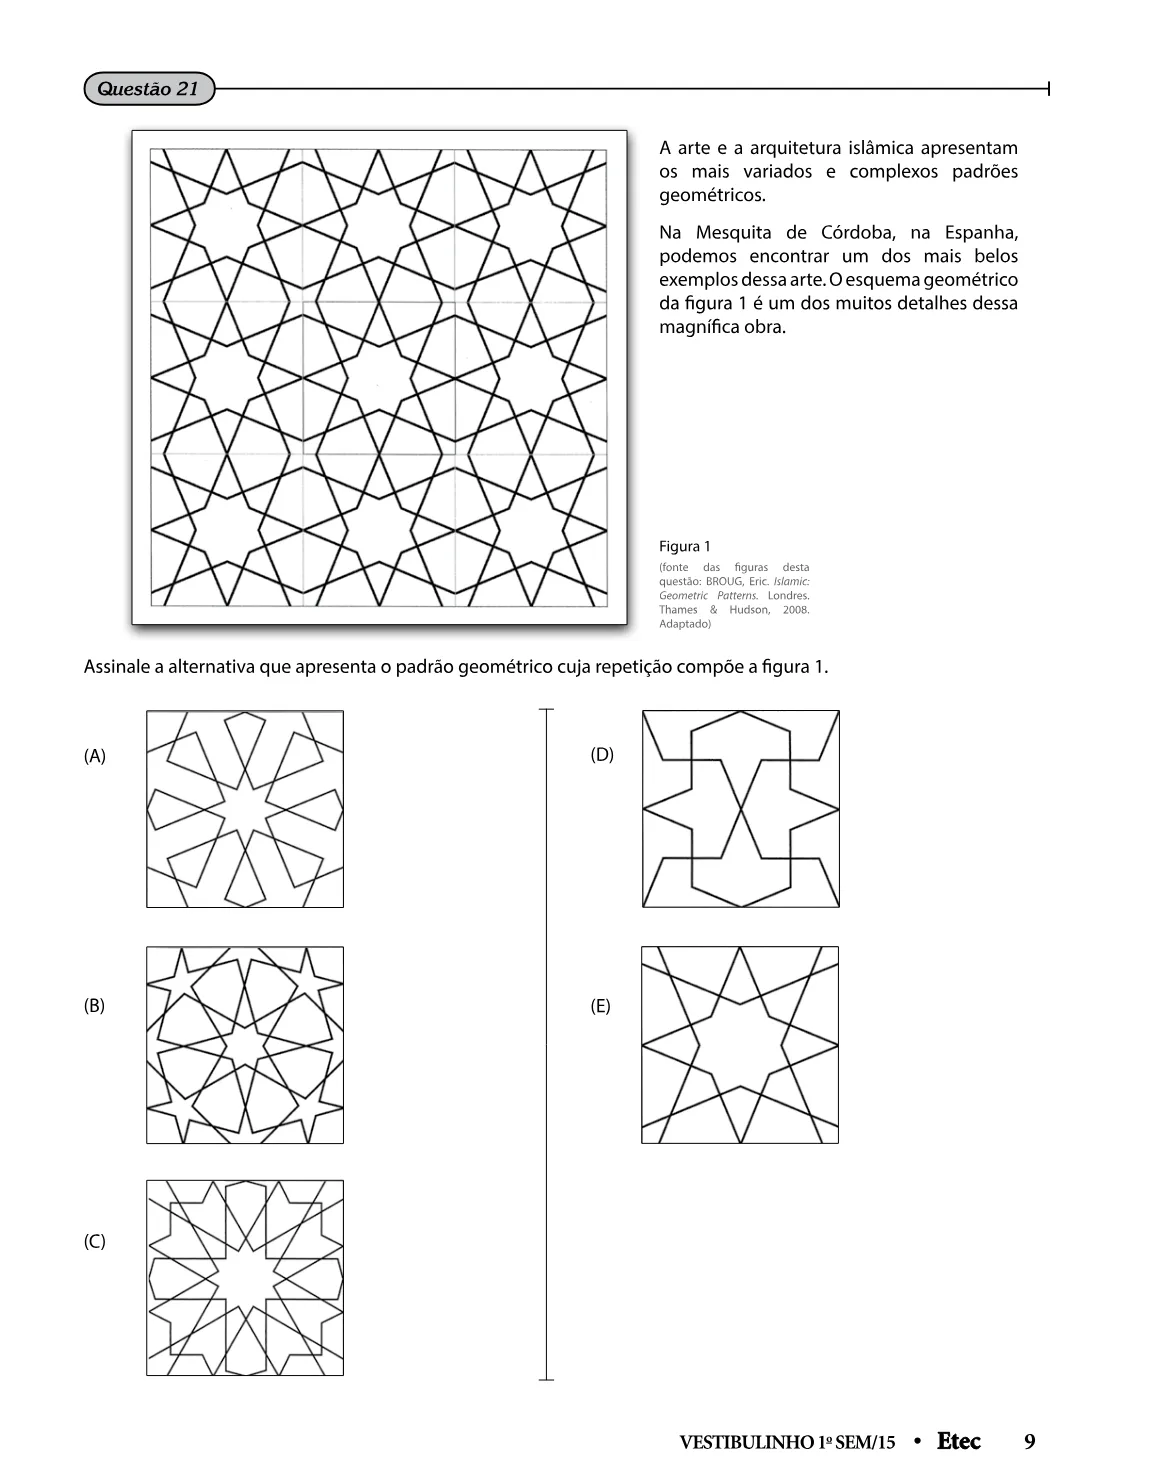 Questão 21
A arte e a arquitetura islâmica apresentam
os mais variados e complexos padrões
geométricos.
Na Mesquita de Córdoba, na Espanha,
podemos encontrar um dos mais belos
exemplos dessa arte. O esquema geométrico
da figura 1 é um dos muitos detalhes dessa
magnífica obra.
Figura 1
(fonte das figuras desta
questão: BROUG, Eric. Islamic:
Geometric Patterns. Londres.
Thames & Hudson, 2008.
Adaptado)
Assinale a alternativa que apresenta o padrão geométrico cuja repetição compõe a figura 1.
(A)
(B)
(C)
(D)
(E)
VESTIBULINHO 1º SEM/15 • Etec 9